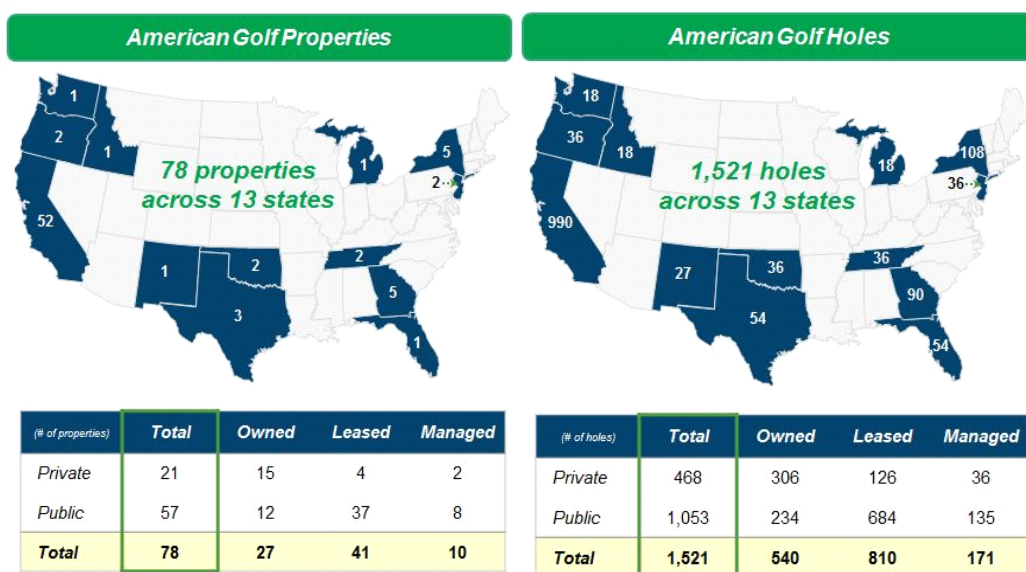 American Golf Properties
1
2
1
1
5
2
78 properties
across 13 states
52
1
2
2
3
5
1
(# of properties) Total Owned Leased Managed
Private 21 15 4 2
Public 57 12 37 8
Total 78 27 41 10
American Golf Holes
18
36
18
18
108
36
1,521 holes
across 13 states
990
27
36
36
54
90
54
(# of holes) Total Owned Leased Managed
Private 468 306 126 36
Public 1,053 234 684 135
Total 1,521 540 810 171